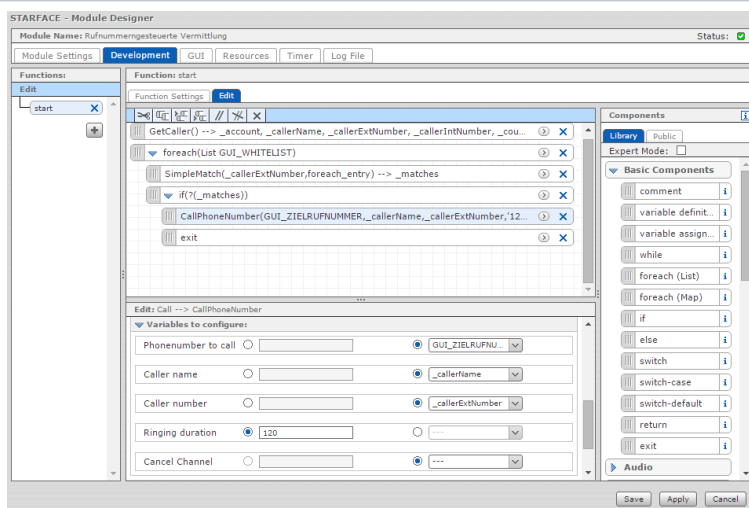 STARFACE - Module Designer
Module Name: Rufnummerngesteuerte Vermittlung
Status:
Module Settings
Development
GUI
Resources
Timer
Log File
Functions:
Edit
start
Function: start
Function Settings
Edit
GetCaller() --> _account, _callerName, _callerExtNumber, _callerIntNumber, _cou...
foreach(List GUI_WHITELIST)
SimpleMatch(_callerExtNumber,foreach_entry) --> _matches
if(?(_matches))
CallPhoneNumber(GUI_ZIELRUFNUMMER,_callerName,_callerExtNumber,'12...
exit
Edit: Call --> CallPhoneNumber
Variables to configure:
Phonenumber to call
GUI_ZIELRUFNU...
Caller name
_callerName
Caller number
_callerExtNumber
Ringing duration
120
---
Cancel Channel
---
Components
Library
Public
Expert Mode:
Basic Components
comment
variable definit...
variable assign...
while
foreach (List)
foreach (Map)
if
else
switch
switch-case
switch-default
return
exit
Audio
Save
Apply
Cancel